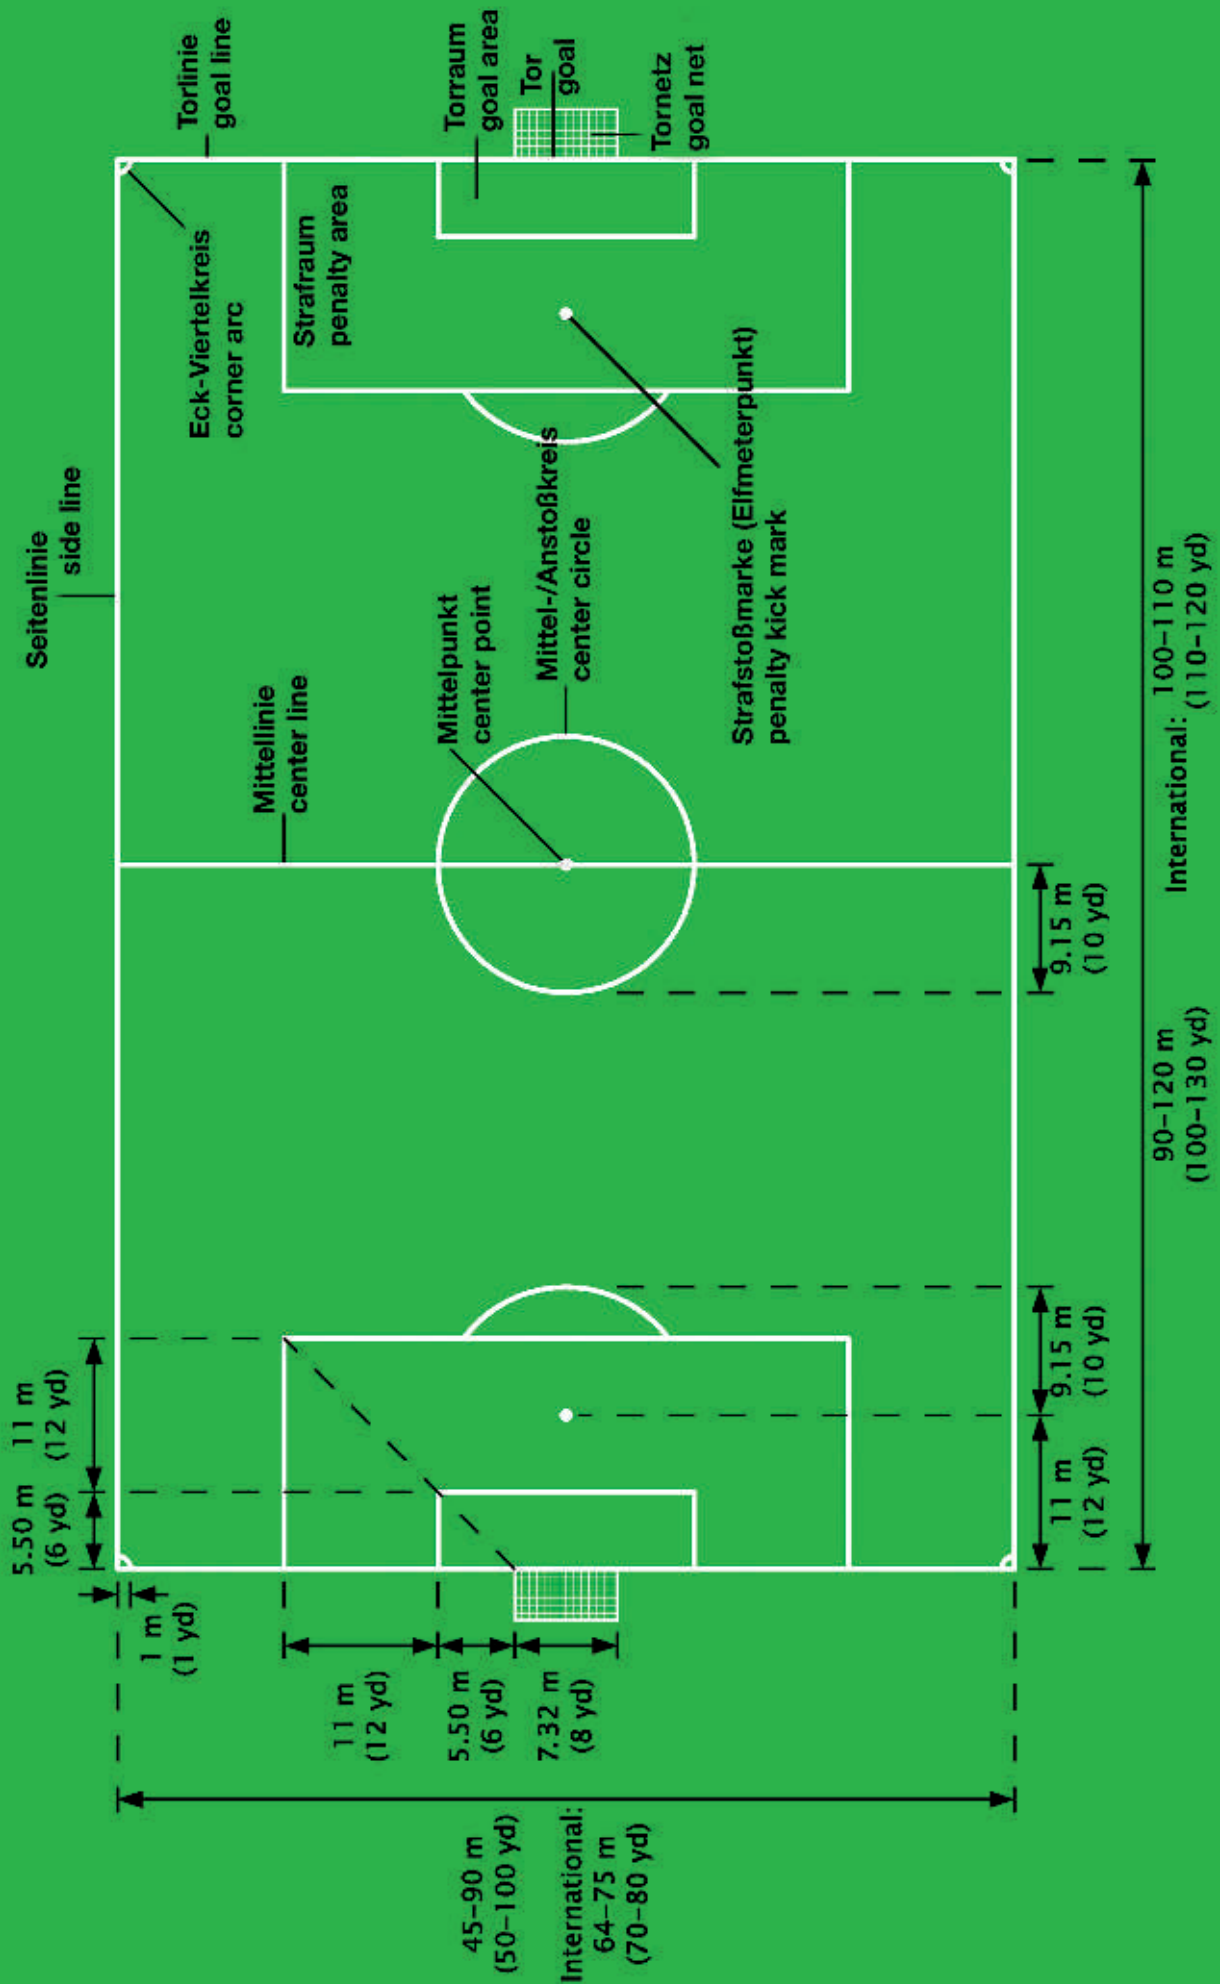 Seitenlinie
side line
Torlinie
goal line
Eck-Viertelkreis
corner arc
Mittellinie
center line
Strafraum
penalty area
Torraum
goal area
Tor
goal
Tornetz
goal net
Mittelpunkt
center point
Mittel-/Anstoßkreis
center circle
Strafstoßmarke (Elfmeterpunkt)
penalty kick mark
5.50 m
(6 yd)
11 m
(12 yd)
1 m
(1 yd)
11 m
(12 yd)
5.50 m
(6 yd)
7.32 m
(8 yd)
45–90 m
(50–100 yd)
International:
64–75 m
(70–80 yd)
11 m
(12 yd)
9.15 m
(10 yd)
9.15 m
(10 yd)
90–120 m
(100–130 yd)
International: 100–110 m
(110–120 yd)